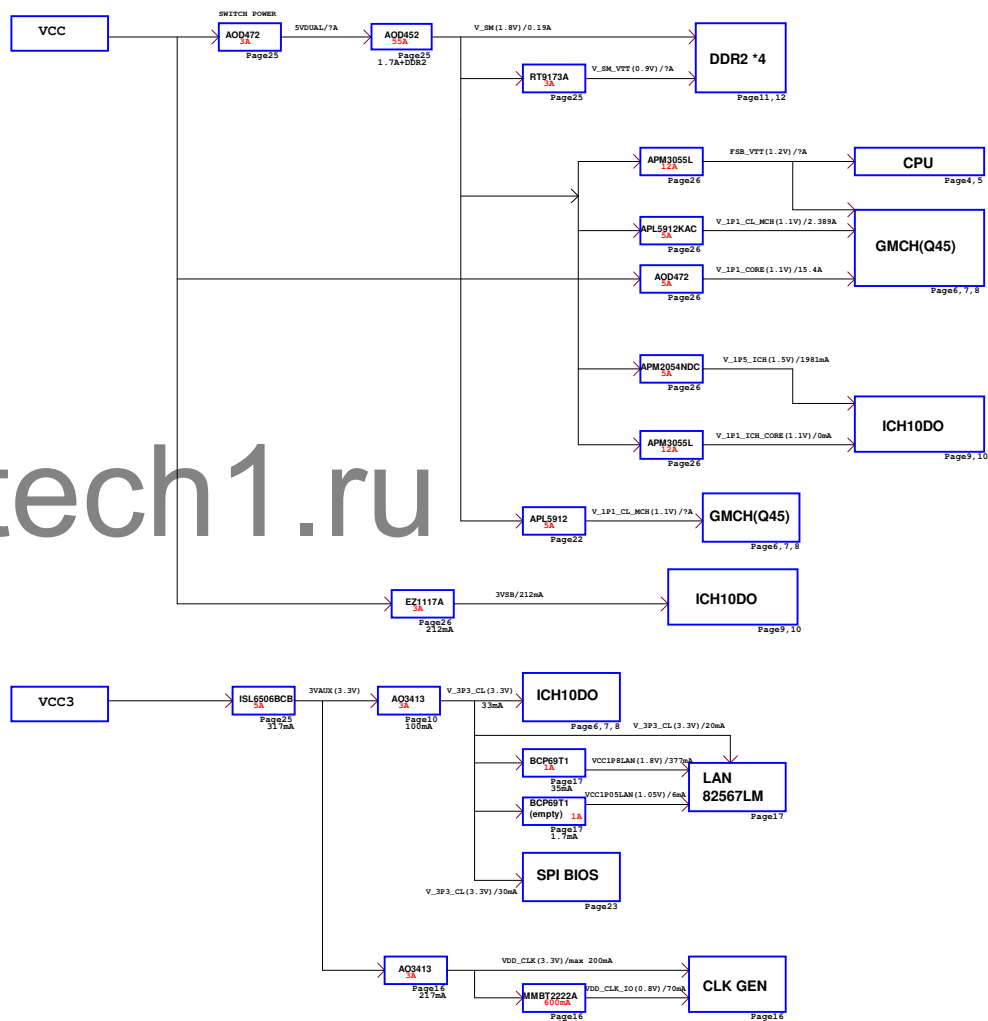 SWITCH POWER
VCC
AOD472
3A
Page25
5VDUAL/?A
AOD452
55A
Page25
1.7A+DDR2
V_SM(1.8V)/0.19A
RT9173A
3A
Page25
V_SM_VTT(0.9V)/?A
DDR2 *4
Page11,12
APM3055L
12A
Page26
FSB_VTT(1.2V)/?A
CPU
Page4,5
APL5912KAC
5A
Page26
V_1P1_CL_MCH(1.1V)/2.389A
GMCH(Q45)
Page6,7,8
AOD472
5A
Page26
V_1P1_CORE(1.1V)/15.4A
APM2054NDC
5A
Page26
V_1P5_ICH(1.5V)/1981mA
ICH10DO
Page9,10
APM3055L
12A
Page26
V_1P1_ICH_CORE(1.1V)/0mA
tech1.ru
APL5912
5A
Page22
V_1P1_CL_MCH(1.1V)/?A
GMCH(Q45)
Page6,7,8
EZ1117A
3A
Page26
212mA
3VSB/212mA
ICH10DO
Page9,10
VCC3
ISL6506BCB
5A
Page25
317mA
3VAUX(3.3V)
AO3413
3A
Page10
100mA
V_3P3_CL(3.3V)
33mA
ICH10DO
Page6,7,8
V_3P3_CL(3.3V)/20mA
BCP69T1
1A
Page17
35mA
VCC1P8LAN(1.8V)/377mA
LAN
82567LM
Page17
BCP69T1
(empty) 1A
Page17
1.7mA
VCC1P05LAN(1.05V)/6mA
SPI BIOS
Page23
V_3P3_CL(3.3V)/30mA
AO3413
3A
Page16
217mA
VDD_CLK(3.3V)/max 200mA
CLK GEN
Page16
MMBT2222A
600mA
Page16
VDD_CLK_IO(0.8V)/70mA